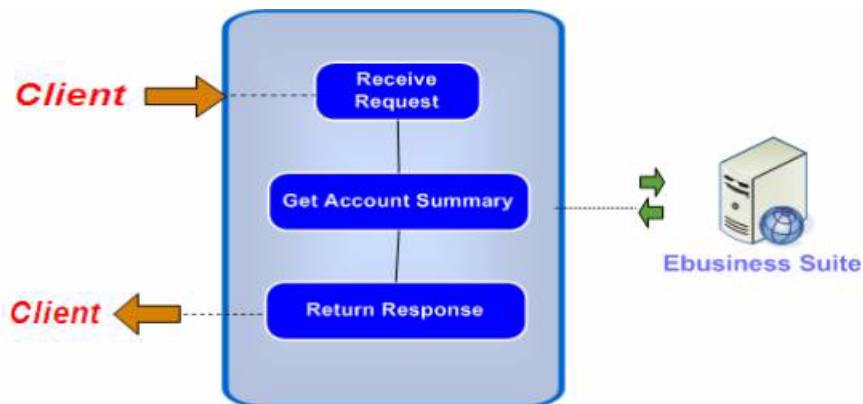 Client
Receive
Request
Get Account Summary
Ebusiness Suite
Client
Return Response